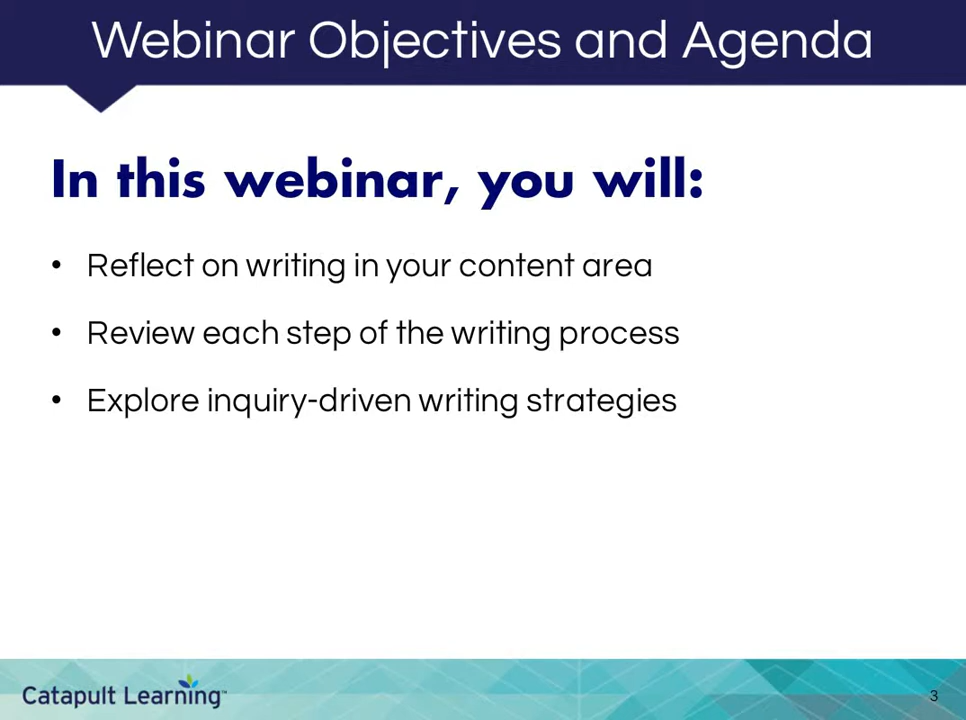 Webinar Objectives and Agenda
In this webinar, you will:
• Reflect on writing in your content area
• Review each step of the writing process
• Explore inquiry-driven writing strategies
Catapult Learning™
3